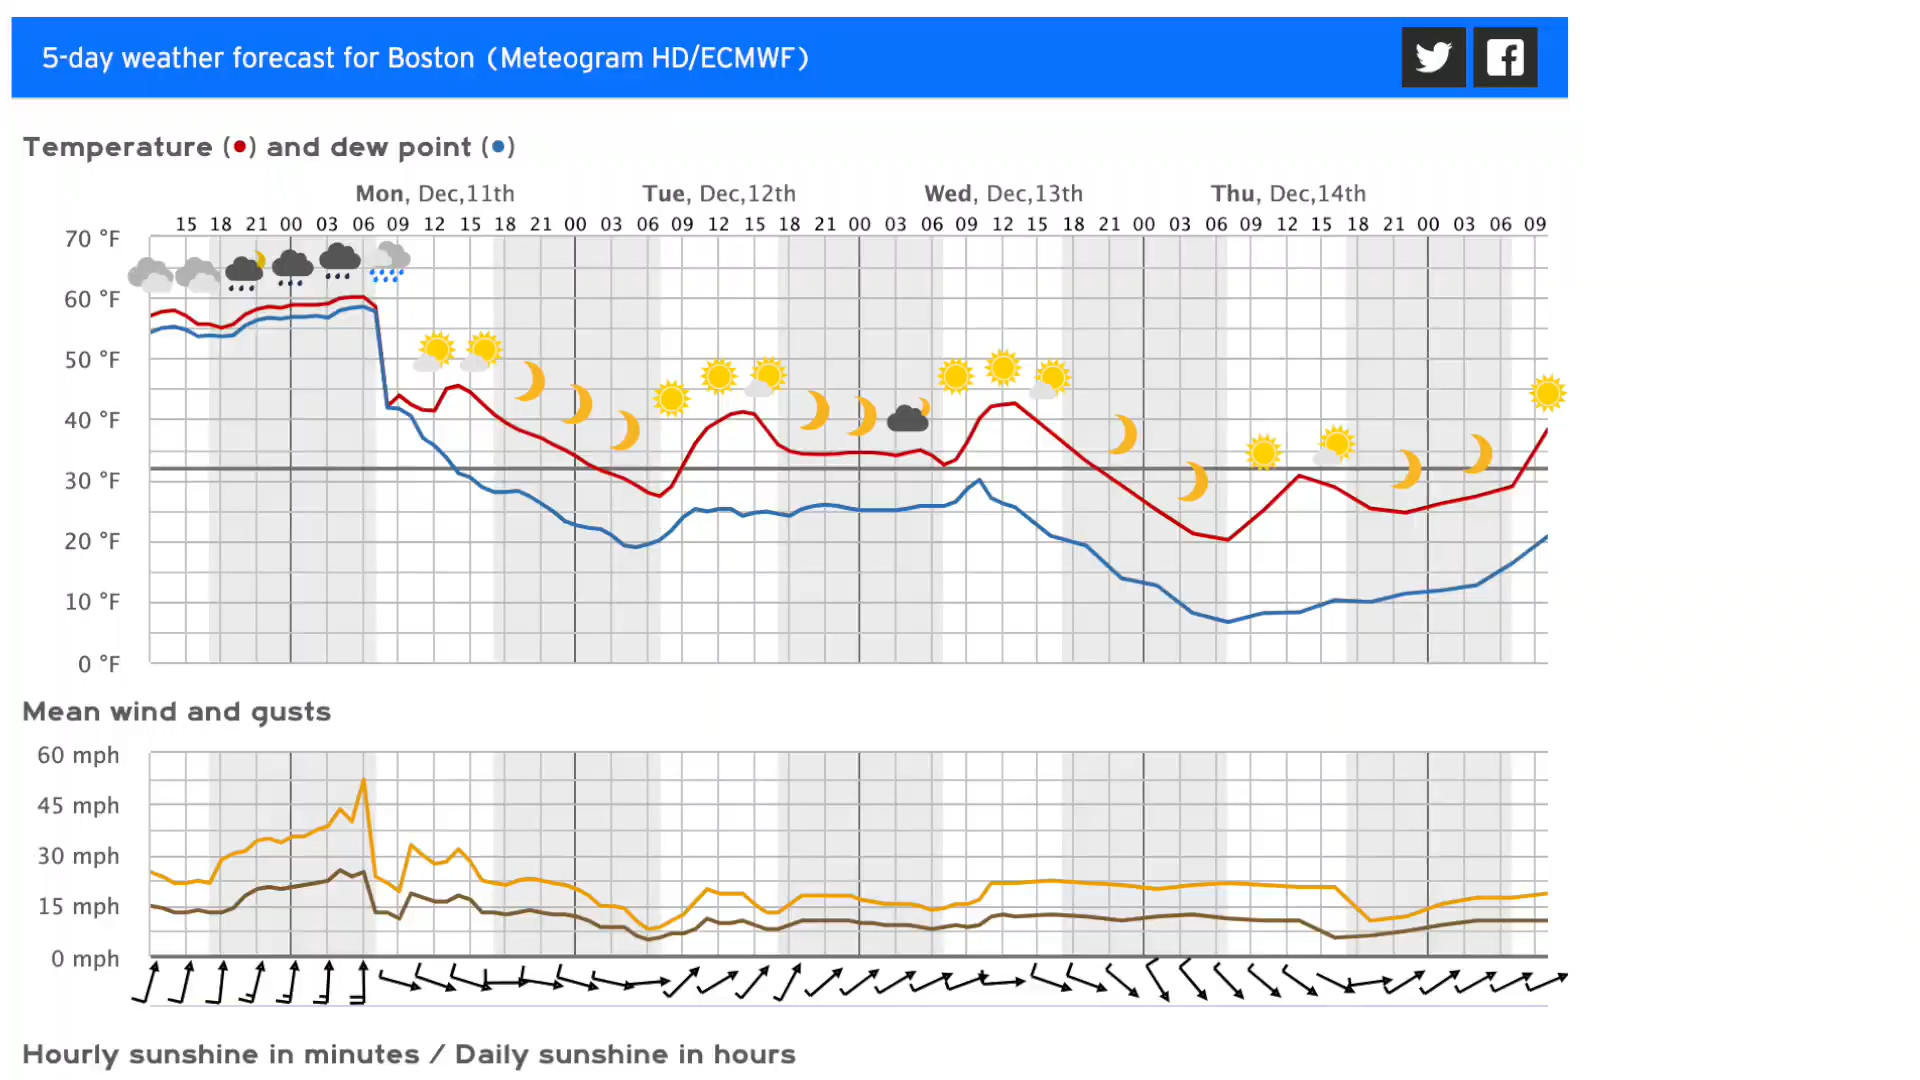 5-day weather forecast for Boston (Meteogram HD/ECMWF)
Temperature (•) and dew point (•)
Mon, Dec,11th Tue, Dec,12th Wed, Dec,13th Thu, Dec,14th
15 18 21 00 03 06 09 12 15 18 21 00 03 06 09 12 15 18 21 00 03 06 09 12 15 18 21 00 03 06 09 12 15 18 21 00 03 06 09
70 °F
60 °F
50 °F
40 °F
30 °F
20 °F
10 °F
0 °F
Mean wind and gusts
60 mph
45 mph
30 mph
15 mph
0 mph
Hourly sunshine in minutes / Daily sunshine in hours